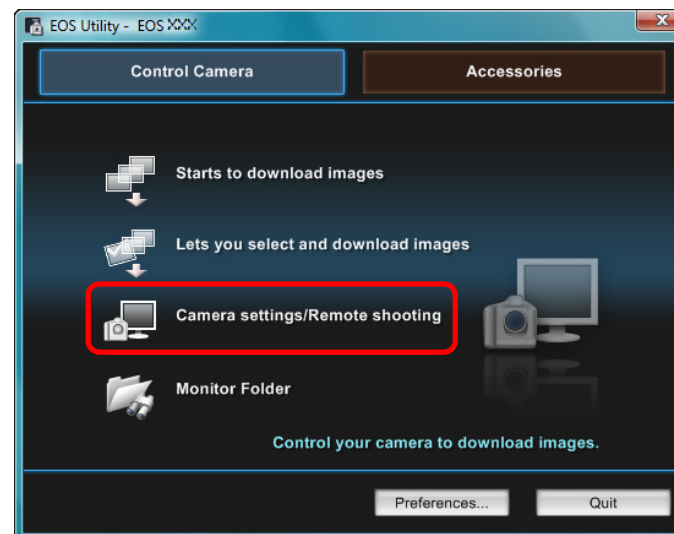 EOS Utility - EOS XXX
Control Camera
Accessories
Starts to download images
Lets you select and download images
Camera settings/Remote shooting
Monitor Folder
Control your camera to download images.
Preferences...
Quit